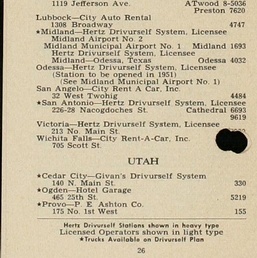 1119 Jefferson Ave. ATwood 8-5036
Preston 7620
Lubbock—City Auto Rental
1308 Broadway 4747
★Midland—Hertz Drivurself System, Licensee
Midland Airport No. 2
Midland Municipal Airport No. 1 Midland 1693
Hertz Drivurself System, Licensee
Midland—Odessa, Texas Odessa 4032
Odessa—Hertz Drivurself System, Licensee
(Station to be opened in 1951)
(See Midland Municipal Airport No. 1)
San Angelo—City Rent A Car, Inc.
32 West Twohig 4484
★San Antonio—Hertz Drivurself System, Licensee
226-28 Nacogdoches St. Cathedral 6693
9619
Victoria—Hertz Drivurself System, Licensee
213 No. Main St.
Wichita Falls—City Rent-A-Car, Inc.
705 Scott St.
UTAH
★Cedar City—Givan's Drivurself System
140 N. Main St. 330
★Ogden—Hotel Garage
465 25th St. 5219
★Provo—P. E. Ashton Co.
175 No. 1st West 155
Hertz Drivurself Stations shown in heavy type
Licensed Operators shown in light type
★Trucks Available on Drivurself Plan
26